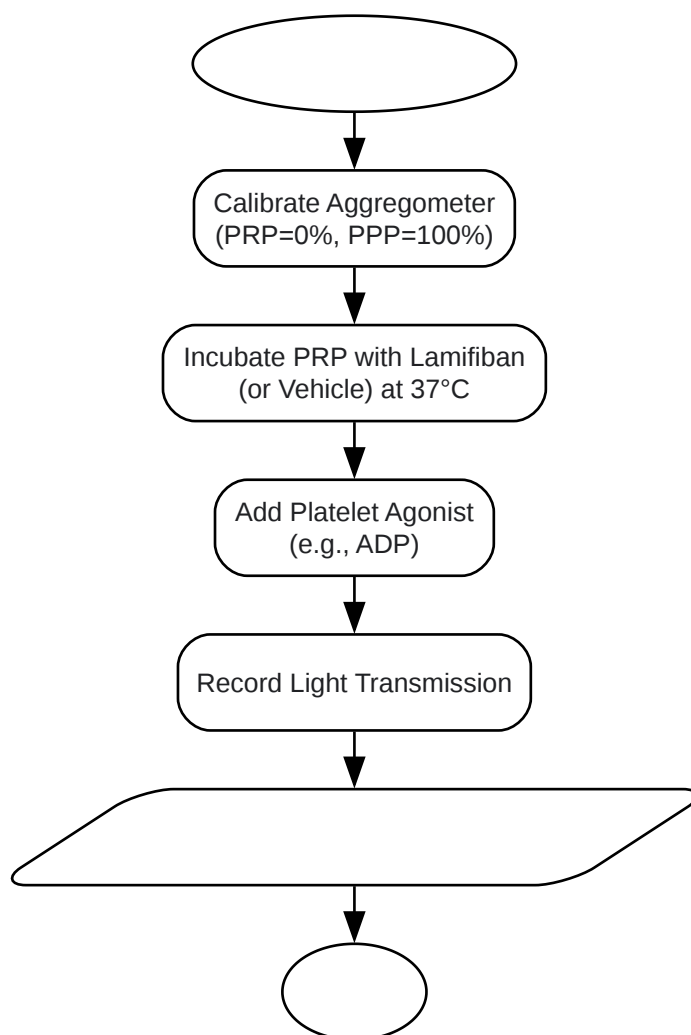 Calibrate Aggregometer
(PRP=0%, PPP=100%)
Incubate PRP with Lamifiban
(or Vehicle) at 37°C
Add Platelet Agonist
(e.g., ADP)
Record Light Transmission